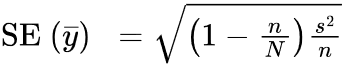 SE (ȳ) = √((1 − n/N) s²/n)